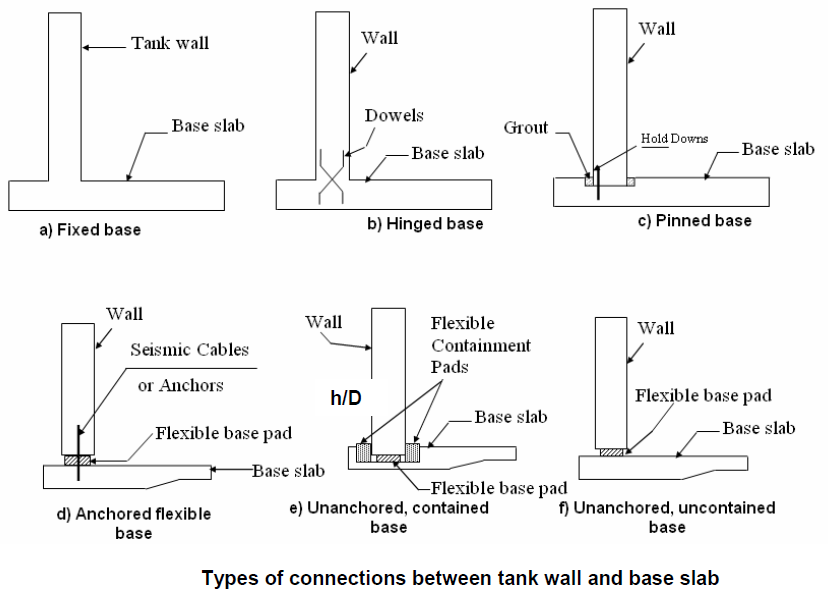 Tank wall
Base slab
a) Fixed base
Wall
Dowels
Base slab
b) Hinged base
Wall
Grout
Hold Downs
Base slab
c) Pinned base
Wall
Seismic Cables
or Anchors
Flexible base pad
Base slab
d) Anchored flexible
base
Wall
Flexible
Containment
Pads
h/D
Base slab
Flexible base pad
e) Unanchored, contained
base
Wall
Flexible base pad
Base slab
f) Unanchored, uncontained
base
Types of connections between tank wall and base slab